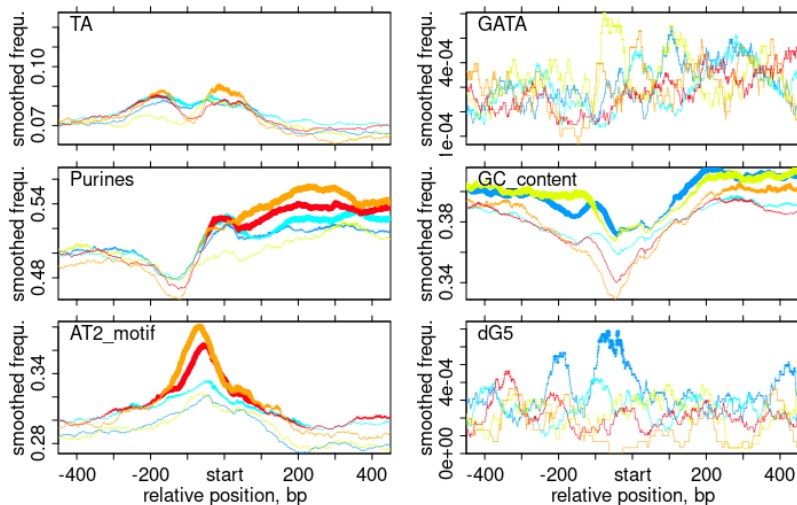 TA
smoothed frequ.
0.07
0.10
GATA
smoothed frequ.
1e-04
4e-04
Purines
smoothed frequ.
0.48
0.54
GC_content
smoothed frequ.
0.34
0.38
AT2_motif
smoothed frequ.
0.28
0.34
dG5
smoothed frequ.
0e+00
4e-04
-400 -200 start 200 400
relative position, bp
-400 -200 start 200 400
relative position, bp